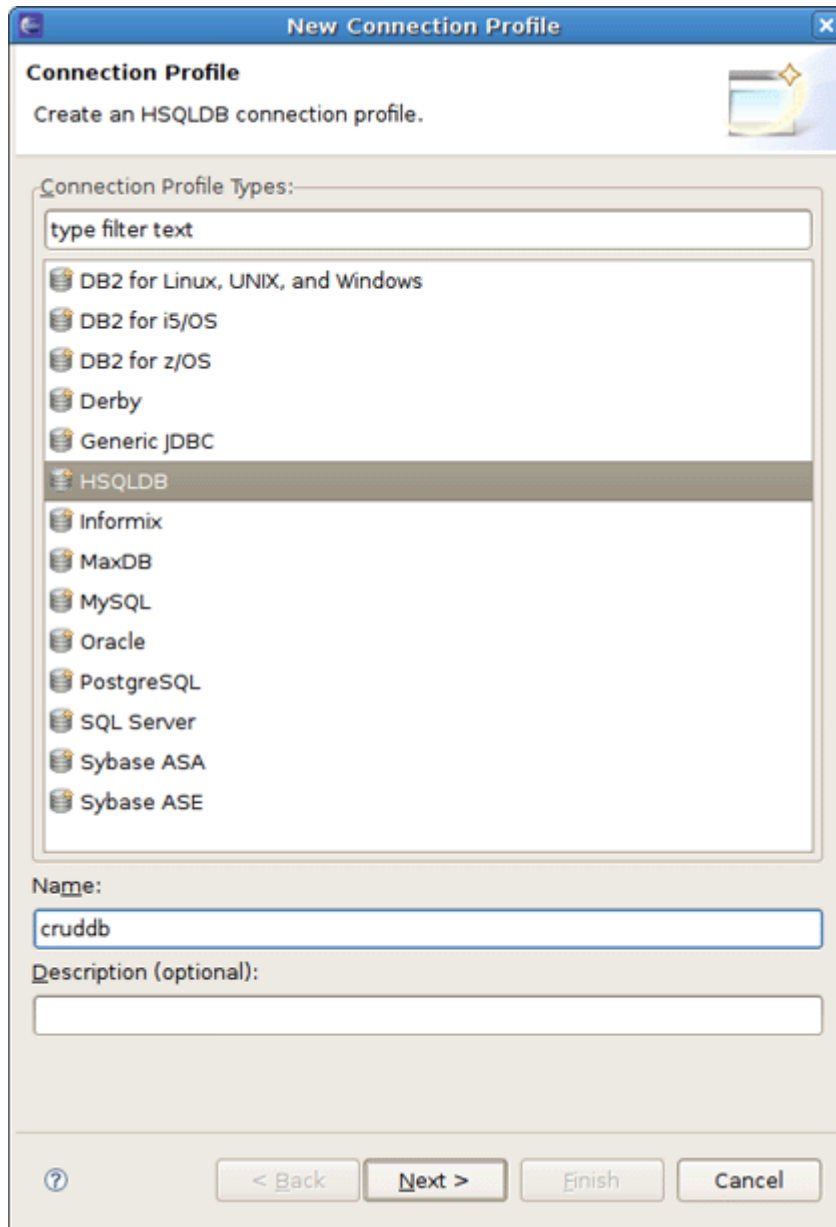 New Connection Profile
Connection Profile
Create an HSQLDB connection profile.
Connection Profile Types:
type filter text
DB2 for Linux, UNIX, and Windows
DB2 for i5/OS
DB2 for z/OS
Derby
Generic JDBC
HSQLDB
Informix
MaxDB
MySQL
Oracle
PostgreSQL
SQL Server
Sybase ASA
Sybase ASE
Name:
cruddb
Description (optional):
< Back Next > Finish Cancel